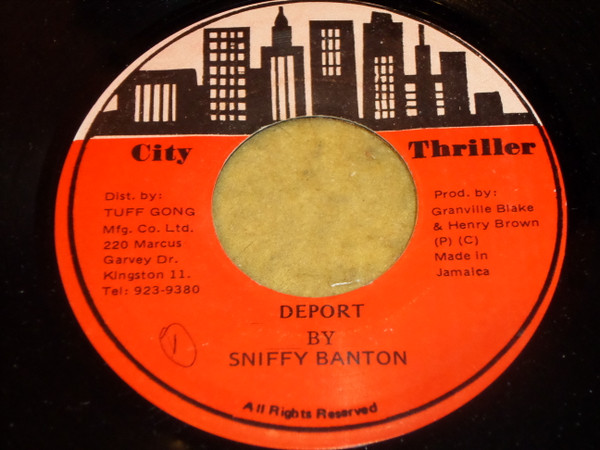 City Thriller
Dist. by:
TUFF GONG
Mfg. Co. Ltd.
220 Marcus
Garvey Dr.
Kingston 11.
Tel: 923-9380
Prod. by:
Granville Blake
& Henry Brown
(P) (C)
Made in
Jamaica
1
DEPORT
BY
SNIFFY BANTON
All Rights Reserved